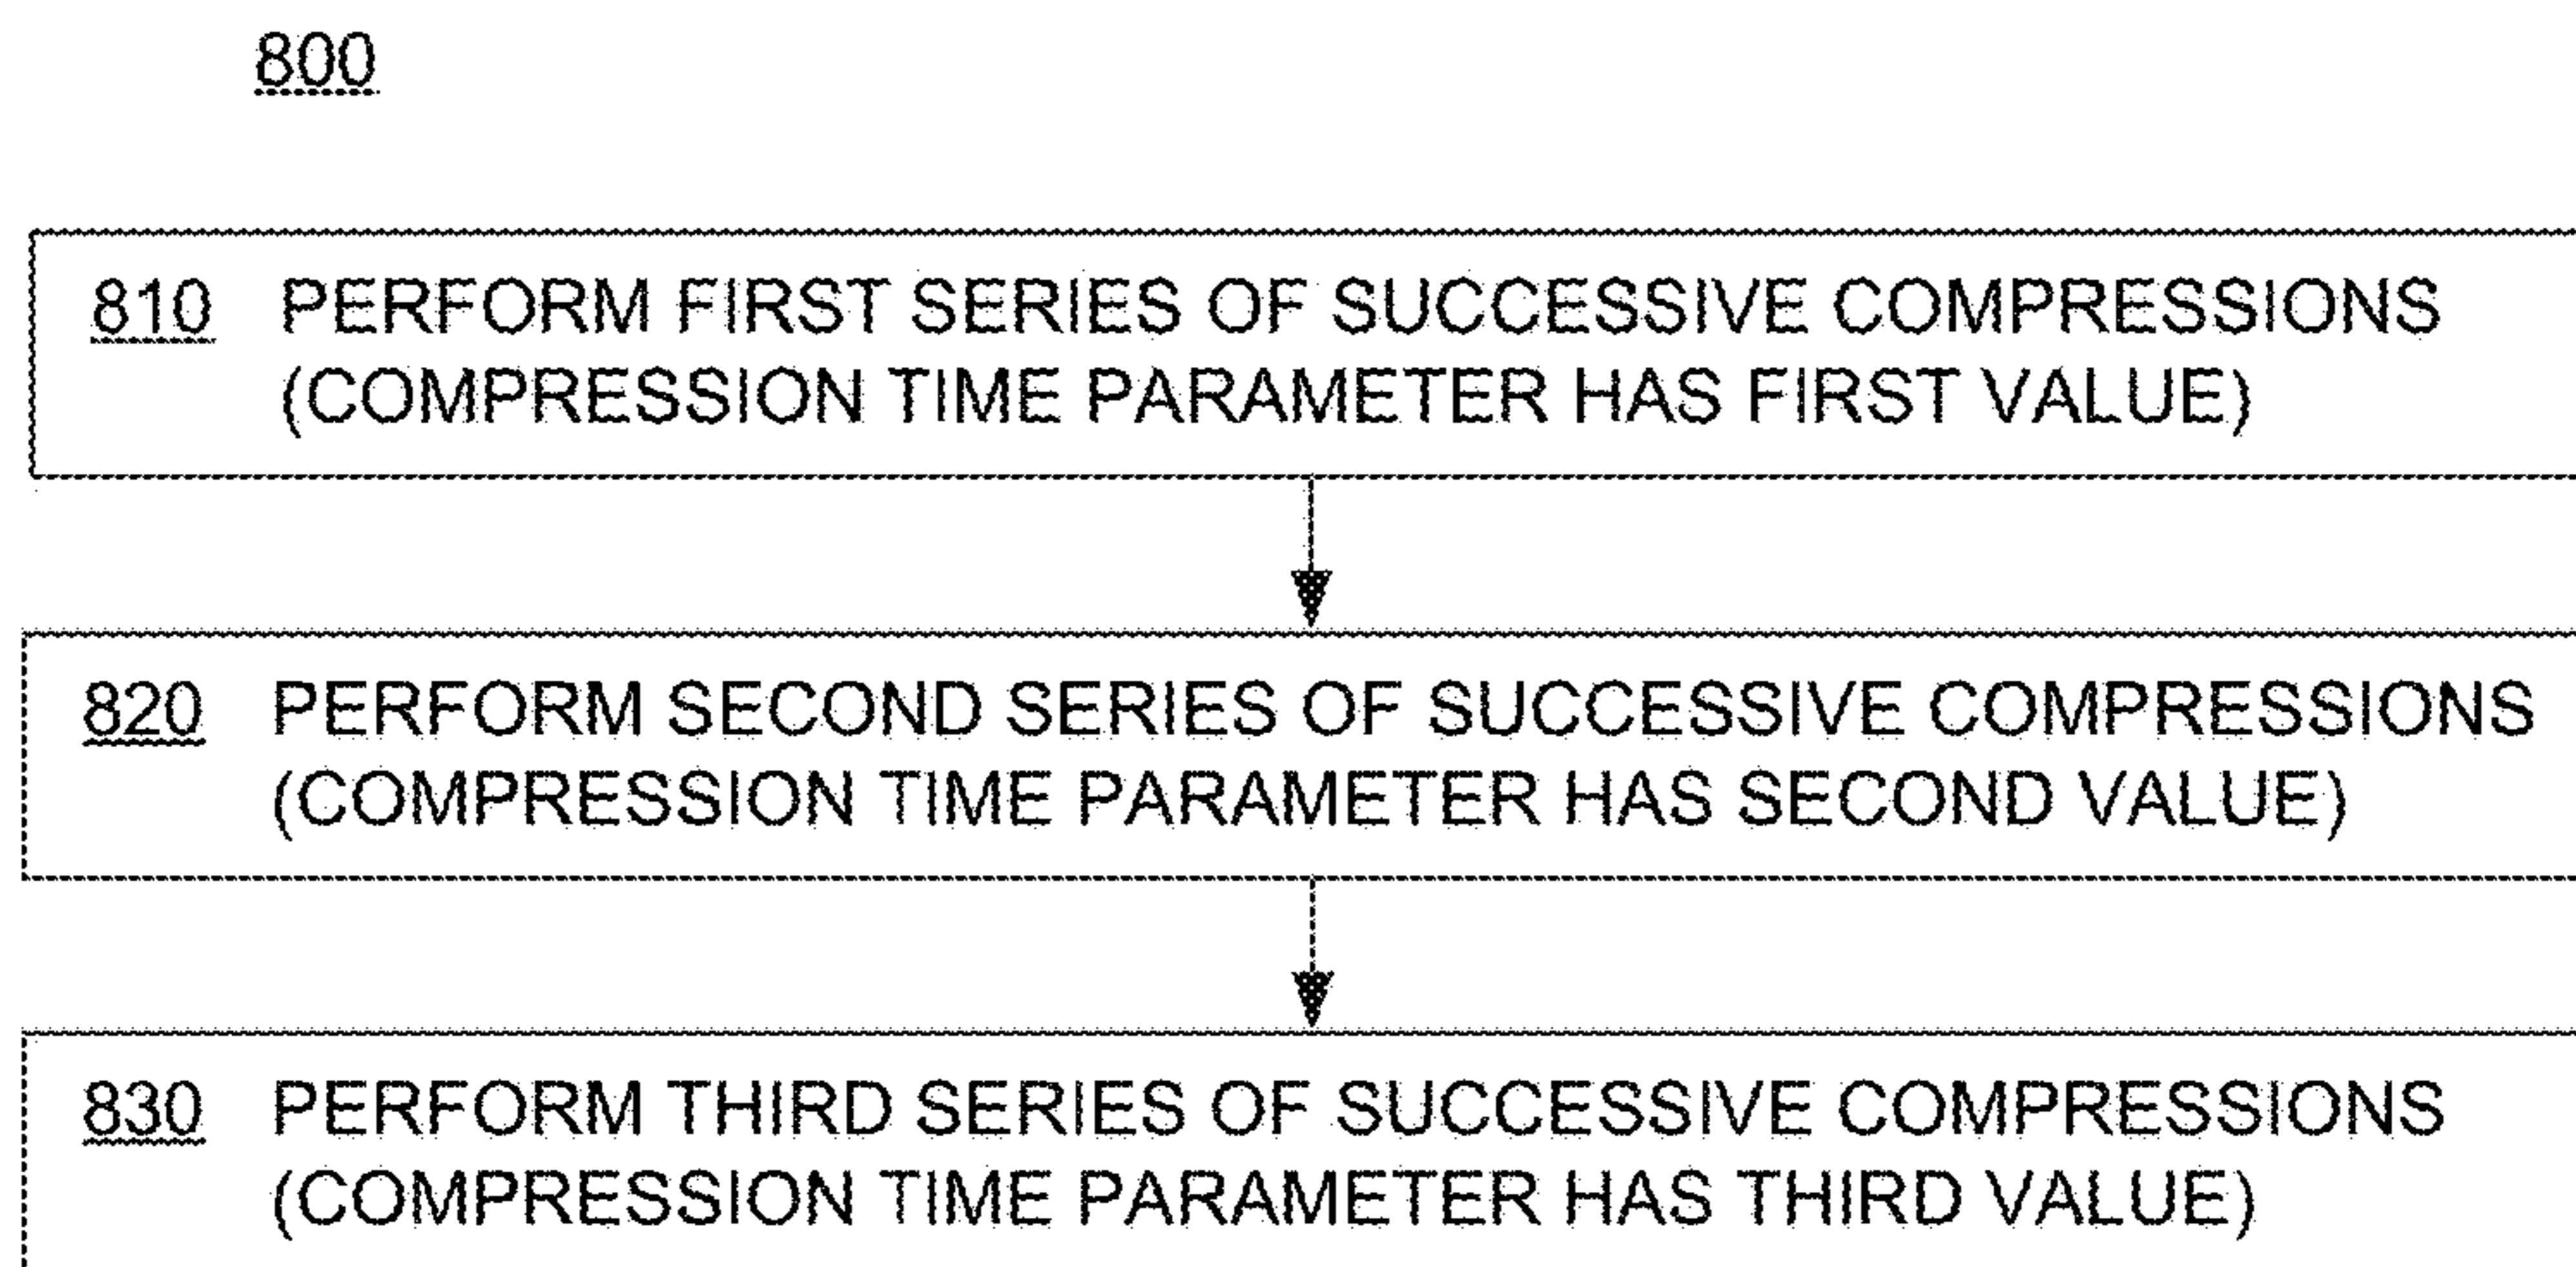 800
810 PERFORM FIRST SERIES OF SUCCESSIVE COMPRESSIONS
(COMPRESSION TIME PARAMETER HAS FIRST VALUE)
820 PERFORM SECOND SERIES OF SUCCESSIVE COMPRESSIONS
(COMPRESSION TIME PARAMETER HAS SECOND VALUE)
830 PERFORM THIRD SERIES OF SUCCESSIVE COMPRESSIONS
(COMPRESSION TIME PARAMETER HAS THIRD VALUE)